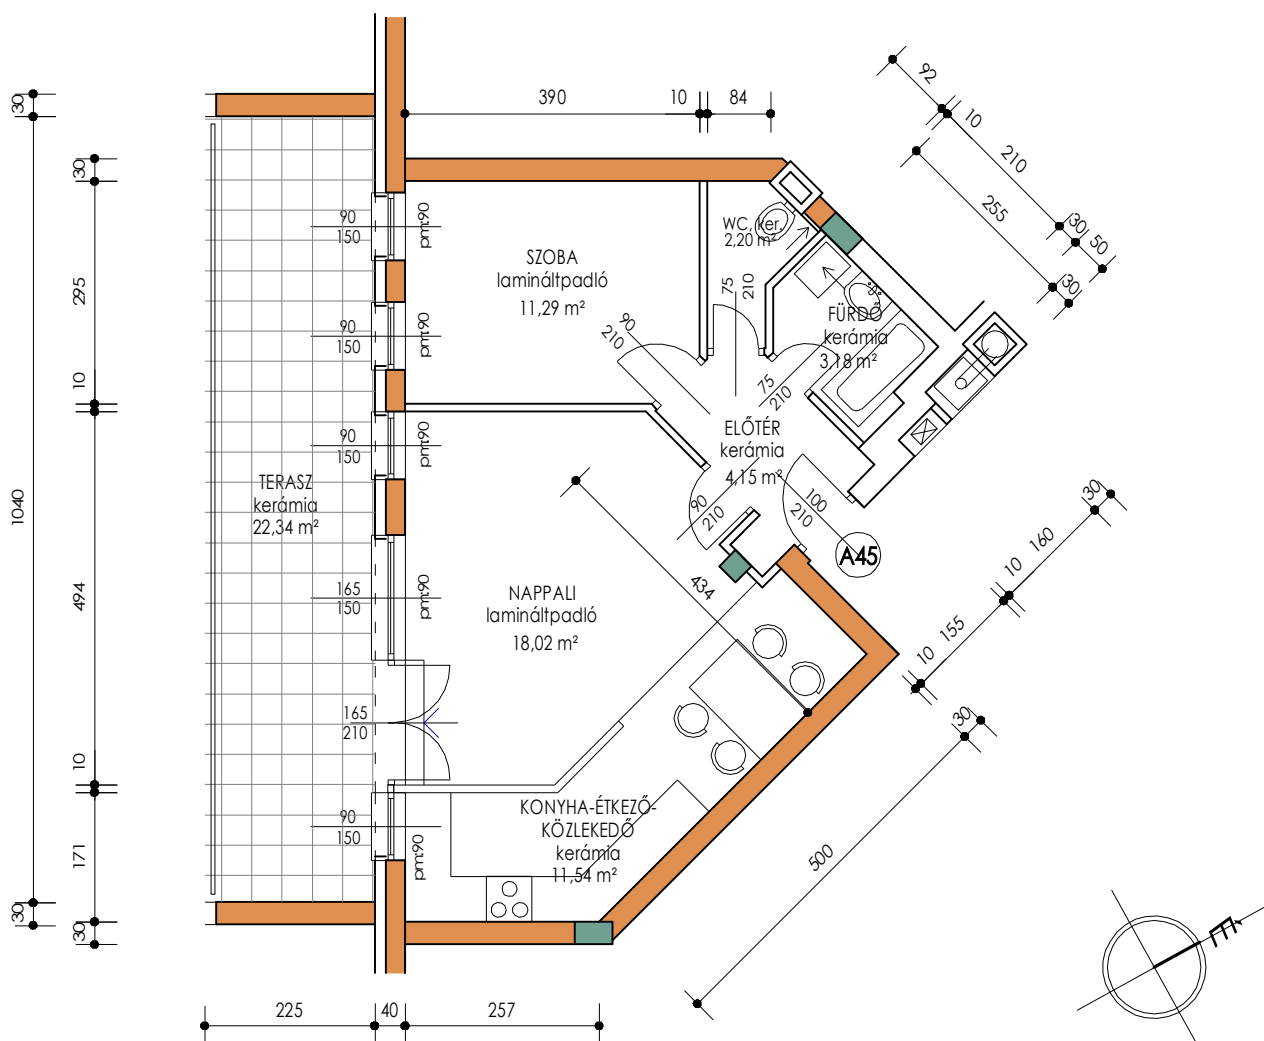 92
10
210
255
30
50
30
30
390
10
84
30
295
10
1040
494
10
171
30
30
90
150
pm:90
90
150
pm:90
90
150
pm:90
165
150
pm:90
165
210
90
150
pm:90
SZOBA
lamináltpadló
11,29 m²
WC, ker.
2,20 m²
75
210
90
210
FÜRDŐ
kerámia
3,18 m²
75
210
ELŐTÉR
kerámia
4,15 m²
90
210
100
210
A45
TERASZ
kerámia
22,34 m²
NAPPALI
lamináltpadló
18,02 m²
434
30
160
10
155
10
30
500
KONYHA-ÉTKEZŐ-
KÖZLEKEDŐ
kerámia
11,54 m²
É
225
40
257